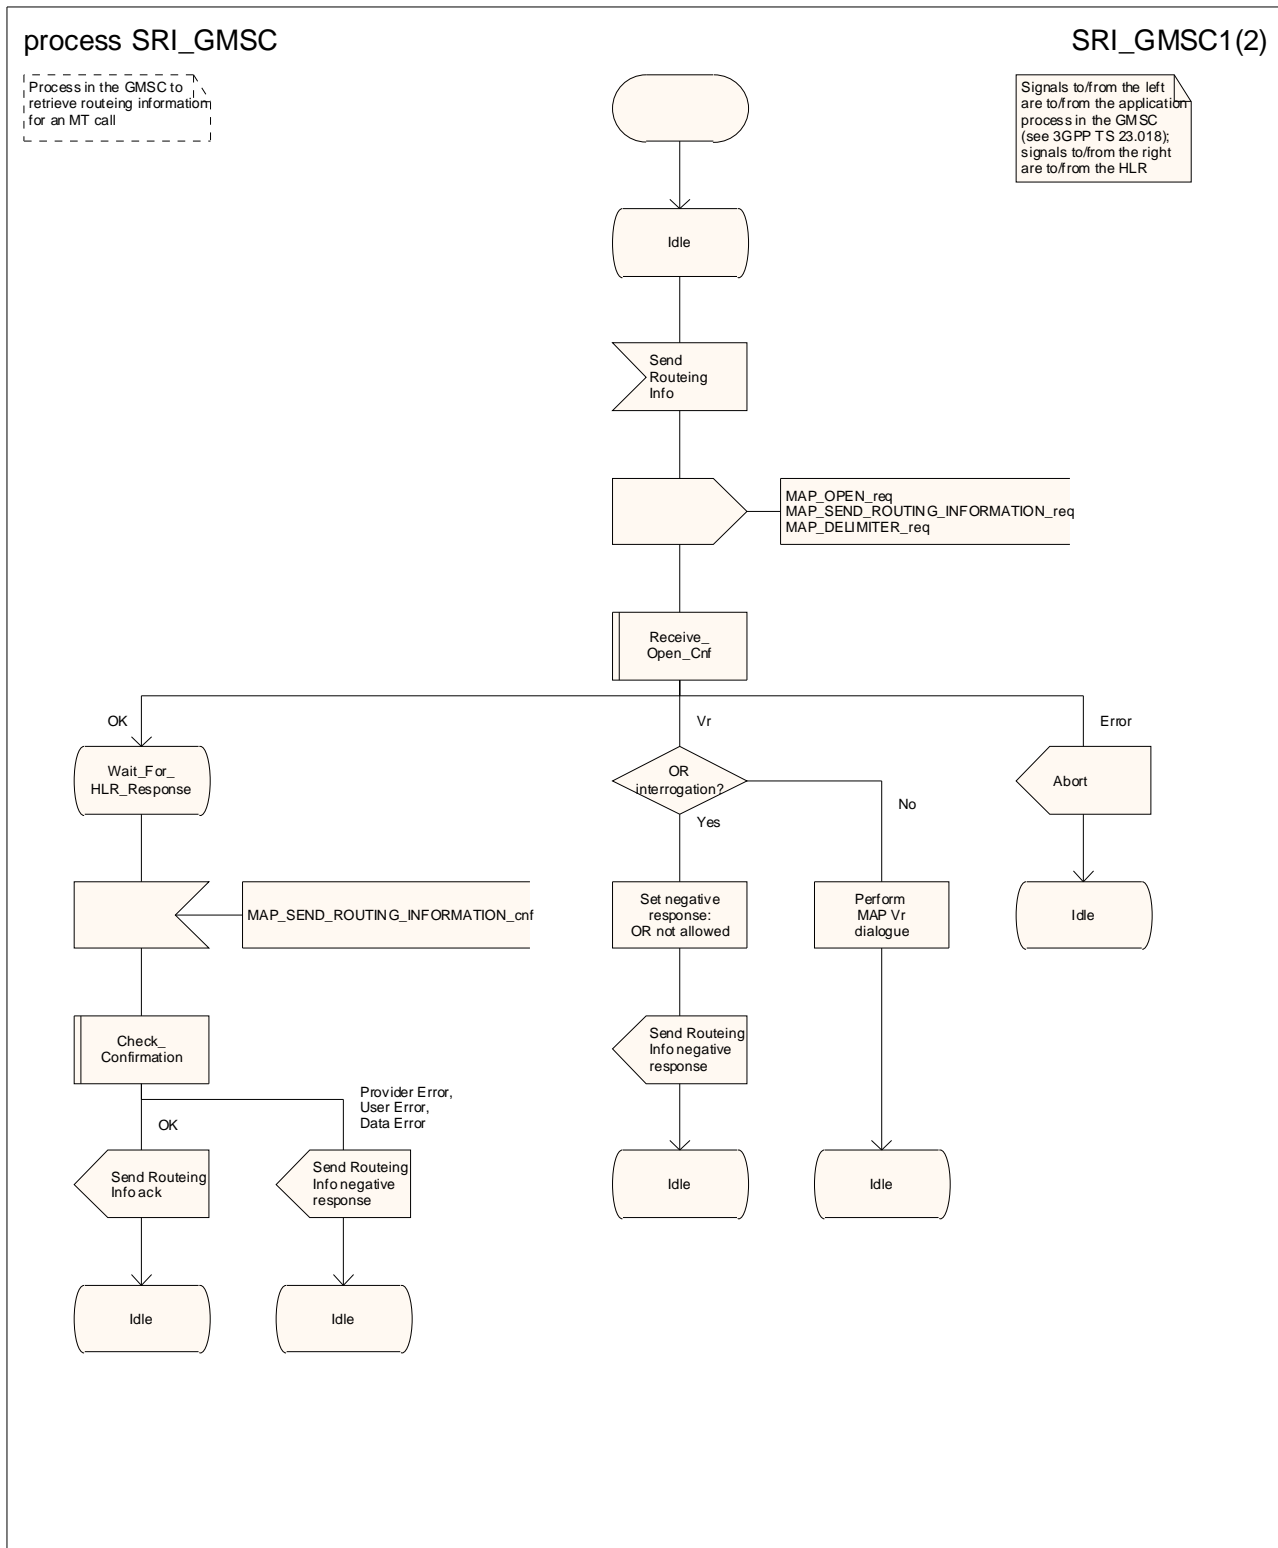 process SRI_GMSC
SRI_GMSC1(2)
Process in the GMSC to
retrieve routeing information
for an MT call
Signals to/from the left
are to/from the application
process in the GMSC
(see 3GPP TS 23.018);
signals to/from the right
are to/from the HLR
Idle
Send
Routeing
Info
MAP_OPEN_req
MAP_SEND_ROUTING_INFORMATION_req
MAP_DELIMITER_req
Receive_
Open_Cnf
OK
Vr
Error
Wait_For_
HLR_Response
OR
interrogation?
Abort
No
Yes
MAP_SEND_ROUTING_INFORMATION_cnf
Set negative
response:
OR not allowed
Perform
MAP Vr
dialogue
Idle
Check_
Confirmation
Send Routeing
Info negative
response
Provider Error,
User Error,
Data Error
OK
Send Routeing
Info ack
Send Routeing
Info negative
response
Idle
Idle
Idle
Idle